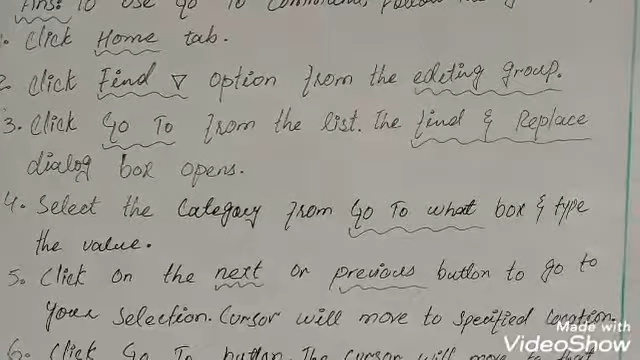 Ans: To use Go To command, follow the
1. Click Home tab.
2. Click Find ▽ option from the editing group.
3. Click Go To from the list. The find & Replace
dialog box opens.
4. Select the Category from Go To what box & type
the value.
5. Click on the next or previous button to go to
your selection. Cursor will move to specified location.
6. Click Go To button. The cursor will move to that
Made with
VideoShow